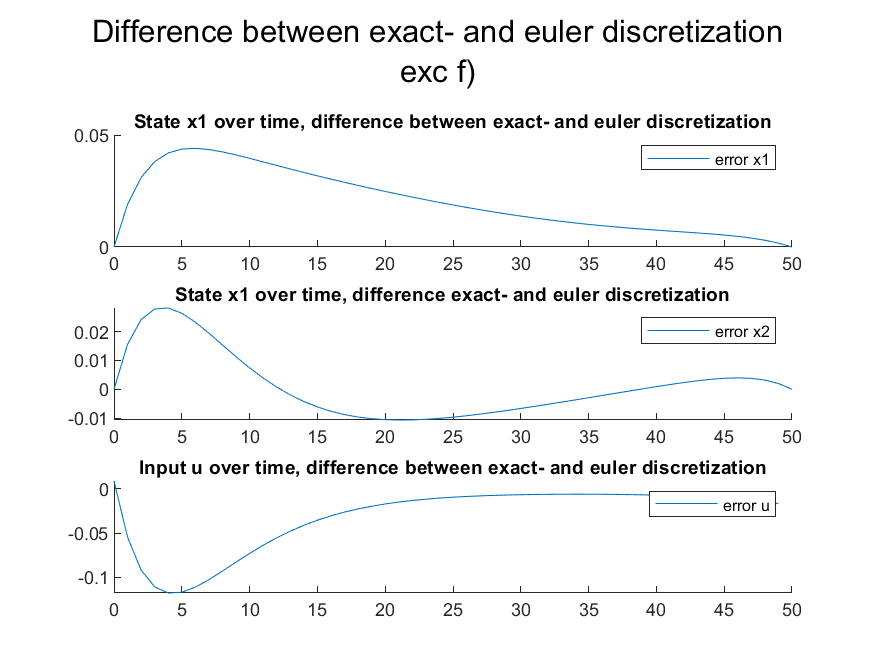 Difference between exact- and euler discretization
exc f)
State x1 over time, difference between exact- and euler discretization
0.05
0
error x1
0 5 10 15 20 25 30 35 40 45 50
State x1 over time, difference exact- and euler discretization
0.02
0.01
0
-0.01
error x2
0 5 10 15 20 25 30 35 40 45 50
Input u over time, difference between exact- and euler discretization
0
-0.05
-0.1
error u
0 5 10 15 20 25 30 35 40 45 50